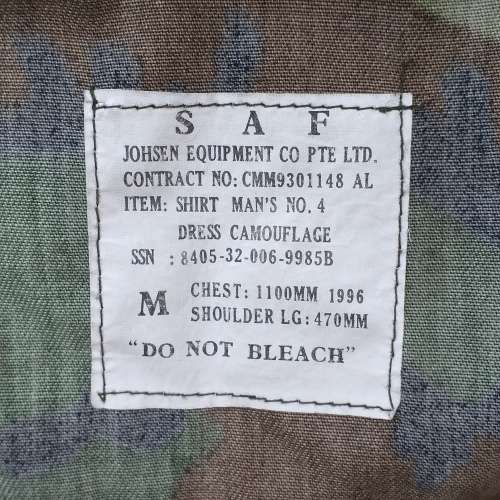 S A F
JOHSEN EQUIPMENT CO PTE LTD.
CONTRACT NO: CMM9301148 AL
ITEM: SHIRT MAN'S NO. 4
DRESS CAMOUFLAGE
SSN : 8405-32-006-9985B
M CHEST: 1100MM 1996
SHOULDER LG: 470MM
"DO NOT BLEACH"